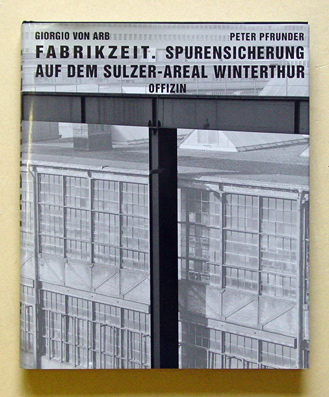 GIORGIO VON ARB PETER PFRUNDER
FABRIKZEIT. SPURENSICHERUNG
AUF DEM SULZER-AREAL WINTERTHUR
OFFIZIN